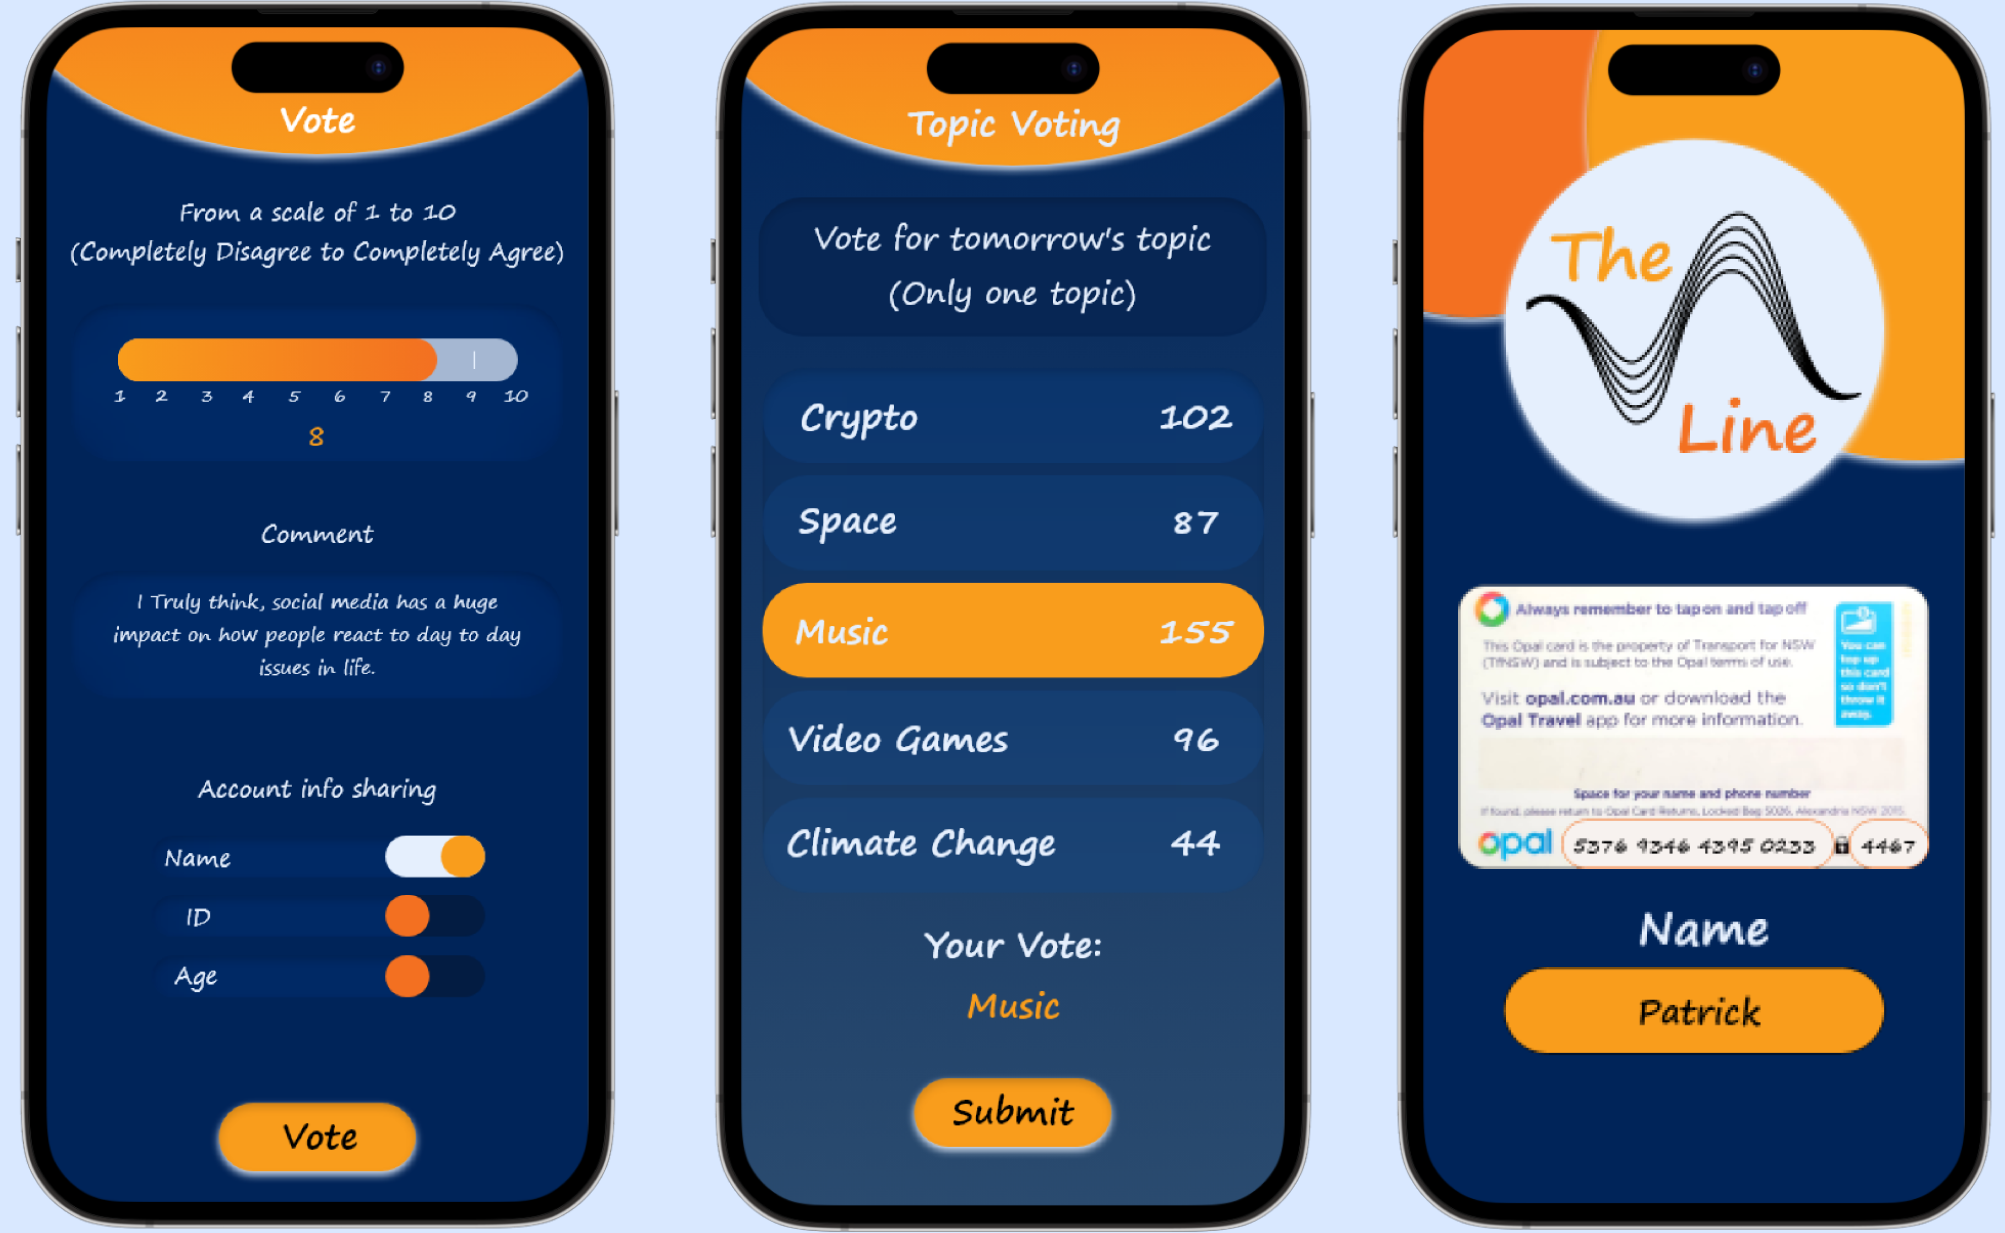 Vote
From a scale of 1 to 10
(Completely Disagree to Completely Agree)
1 2 3 4 5 6 7 8 9 10
8
Comment
I Truly think, social media has a huge
impact on how people react to day to day
issues in life.
Account info sharing
Name
ID
Age
Vote
Topic Voting
Vote for tomorrow's topic
(Only one topic)
Crypto 102
Space 87
Music 155
Video Games 96
Climate Change 44
Your Vote:
Music
Submit
The
Line
Always remember to tap on and tap off
This Opal card is the property of Transport for NSW
(TfNSW) and is subject to the Opal terms of use.
Visit opal.com.au or download the
Opal Travel app for more information.
You can
top up
this card
so don't
throw it
away.
Space for your name and phone number
If found, please return to Opal Card Returns, Locked Bag 5026, Alexandria NSW 2015.
opal 5376 9346 4395 0233 4467
Name
Patrick